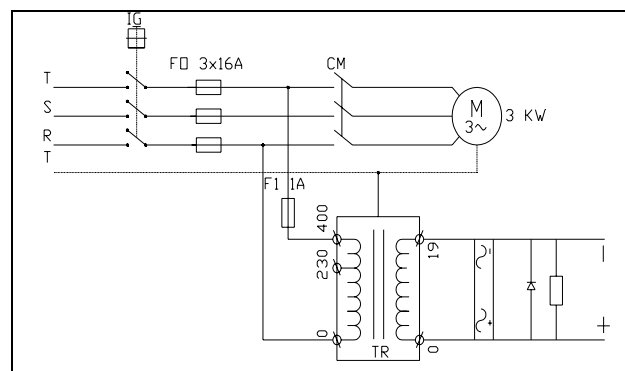 IG
F0 3x16A
CM
T
S
R
T
M
3~
3 KW
F1 1A
400
230
0
19
0
TR
~ -
~ +
—
+